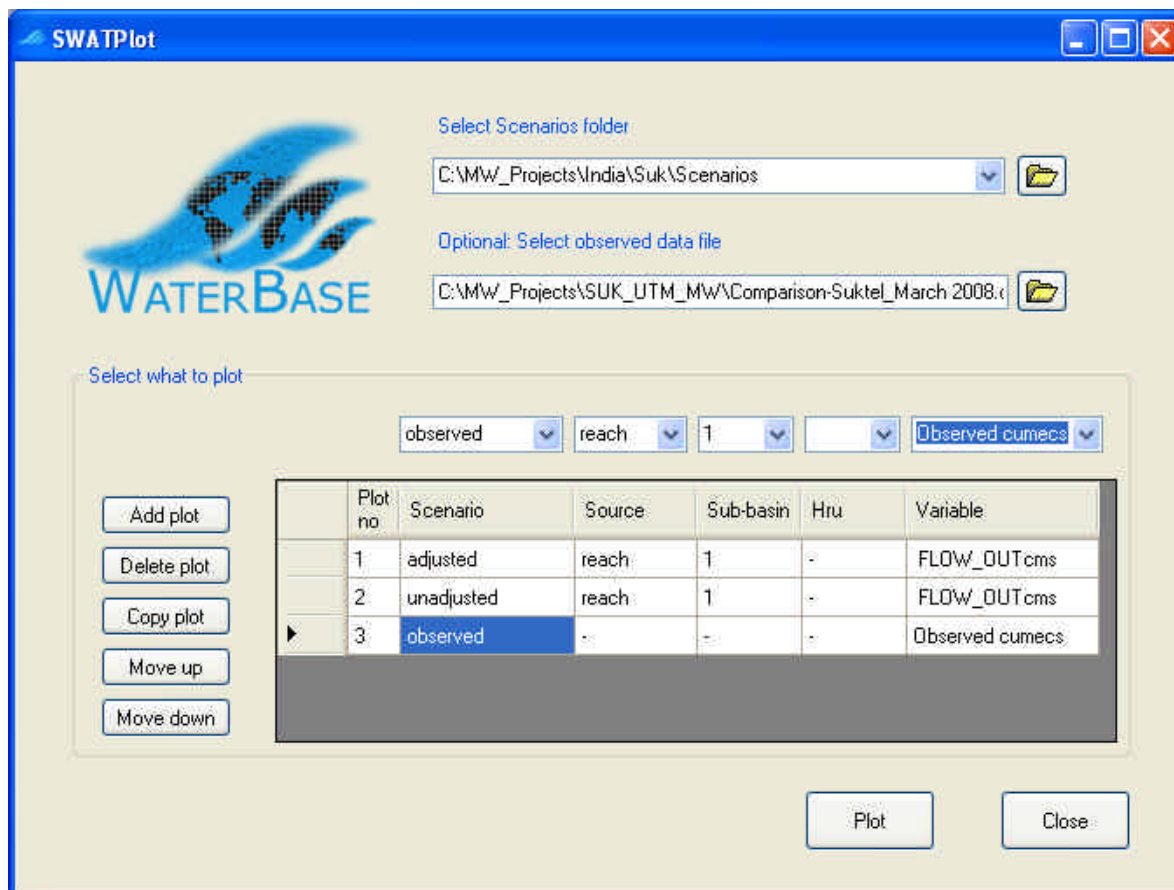 SWATPlot
WATERBASE
Select Scenarios folder
C:\MW_Projects\India\Suk\Scenarios
Optional: Select observed data file
C:\MW_Projects\SUK_UTM_MW\Comparison-Suktel_March 2008.c
Select what to plot
observed reach 1 Observed cumecs
Plot no Scenario Source Sub-basin Hru Variable
1 adjusted reach 1 - FLOW_OUTcms
2 unadjusted reach 1 - FLOW_OUTcms
3 observed - - - Observed cumecs
Add plot
Delete plot
Copy plot
Move up
Move down
Plot Close